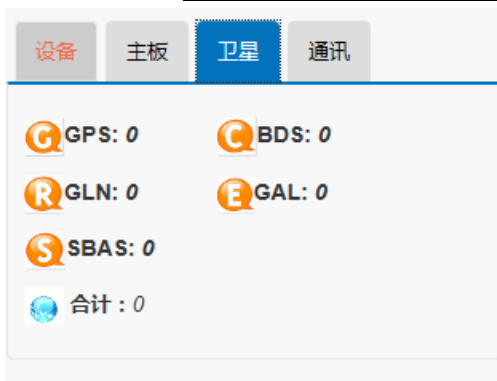 设备 主板 卫星 通讯
G GPS: 0 C BDS: 0
R GLN: 0 E GAL: 0
S SBAS: 0
合计：0